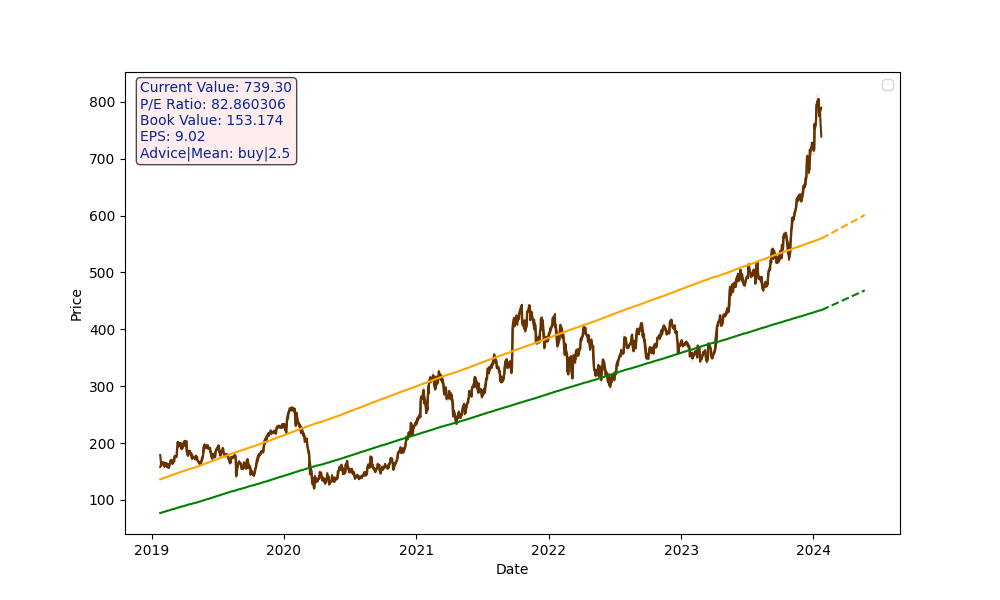 Current Value: 739.30
P/E Ratio: 82.860306
Book Value: 153.174
EPS: 9.02
Advice|Mean: buy|2.5
800
700
600
500
400
300
200
100
Price
2019 2020 2021 2022 2023 2024
Date